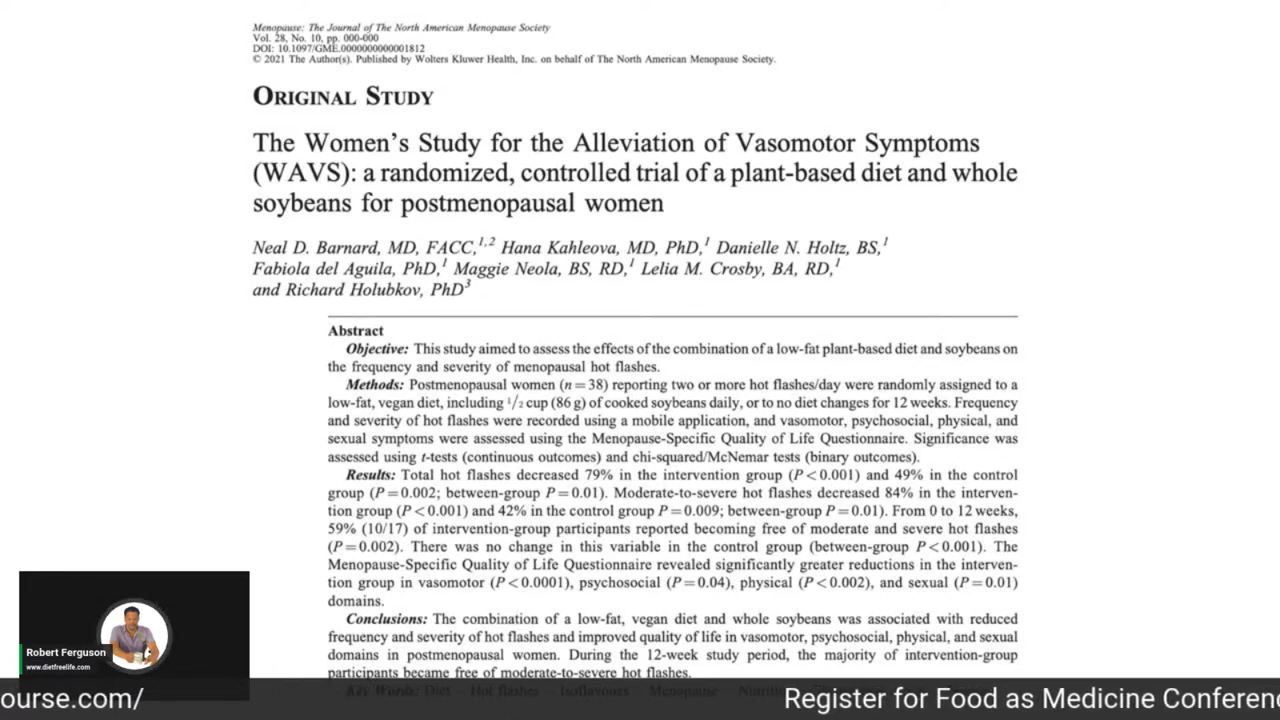 Menopause: The Journal of The North American Menopause Society
Vol. 28, No. 10, pp. 000-000
DOI: 10.1097/GME.0000000000001812
© 2021 The Author(s). Published by Wolters Kluwer Health, Inc. on behalf of The North American Menopause Society.
ORIGINAL STUDY
The Women's Study for the Alleviation of Vasomotor Symptoms
(WAVS): a randomized, controlled trial of a plant-based diet and whole
soybeans for postmenopausal women
Neal D. Barnard, MD, FACC,1,2 Hana Kahleova, MD, PhD,1 Danielle N. Holtz, BS,1
Fabiola del Aguila, PhD,1 Maggie Neola, BS, RD,1 Lelia M. Crosby, BA, RD,1
and Richard Holubkov, PhD3
Abstract
Objective: This study aimed to assess the effects of the combination of a low-fat plant-based diet and soybeans on
the frequency and severity of menopausal hot flashes.
Methods: Postmenopausal women (n = 38) reporting two or more hot flashes/day were randomly assigned to a
low-fat, vegan diet, including 1/2 cup (86 g) of cooked soybeans daily, or to no diet changes for 12 weeks. Frequency
and severity of hot flashes were recorded using a mobile application, and vasomotor, psychosocial, physical, and
sexual symptoms were assessed using the Menopause-Specific Quality of Life Questionnaire. Significance was
assessed using t-tests (continuous outcomes) and chi-squared/McNemar tests (binary outcomes).
Results: Total hot flashes decreased 79% in the intervention group (P < 0.001) and 49% in the control
group (P = 0.002; between-group P = 0.01). Moderate-to-severe hot flashes decreased 84% in the interven-
tion group (P < 0.001) and 42% in the control group P = 0.009; between-group P = 0.01). From 0 to 12 weeks,
59% (10/17) of intervention-group participants reported becoming free of moderate and severe hot flashes
(P = 0.002). There was no change in this variable in the control group (between-group P < 0.001). The
Menopause-Specific Quality of Life Questionnaire revealed significantly greater reductions in the interven-
tion group in vasomotor (P < 0.0001), psychosocial (P = 0.04), physical (P < 0.002), and sexual (P = 0.01)
domains.
Conclusions: The combination of a low-fat, vegan diet and whole soybeans was associated with reduced
frequency and severity of hot flashes and improved quality of life in vasomotor, psychosocial, physical, and sexual
domains in postmenopausal women. During the 12-week study period, the majority of intervention-group
participants became free of moderate-to-severe hot flashes.
Key Words: Diet Hot flashes Isoflavones Menopause
Robert Ferguson
www.dietfreelife.com
ourse.com/
Register for Food as Medicine Conferenc